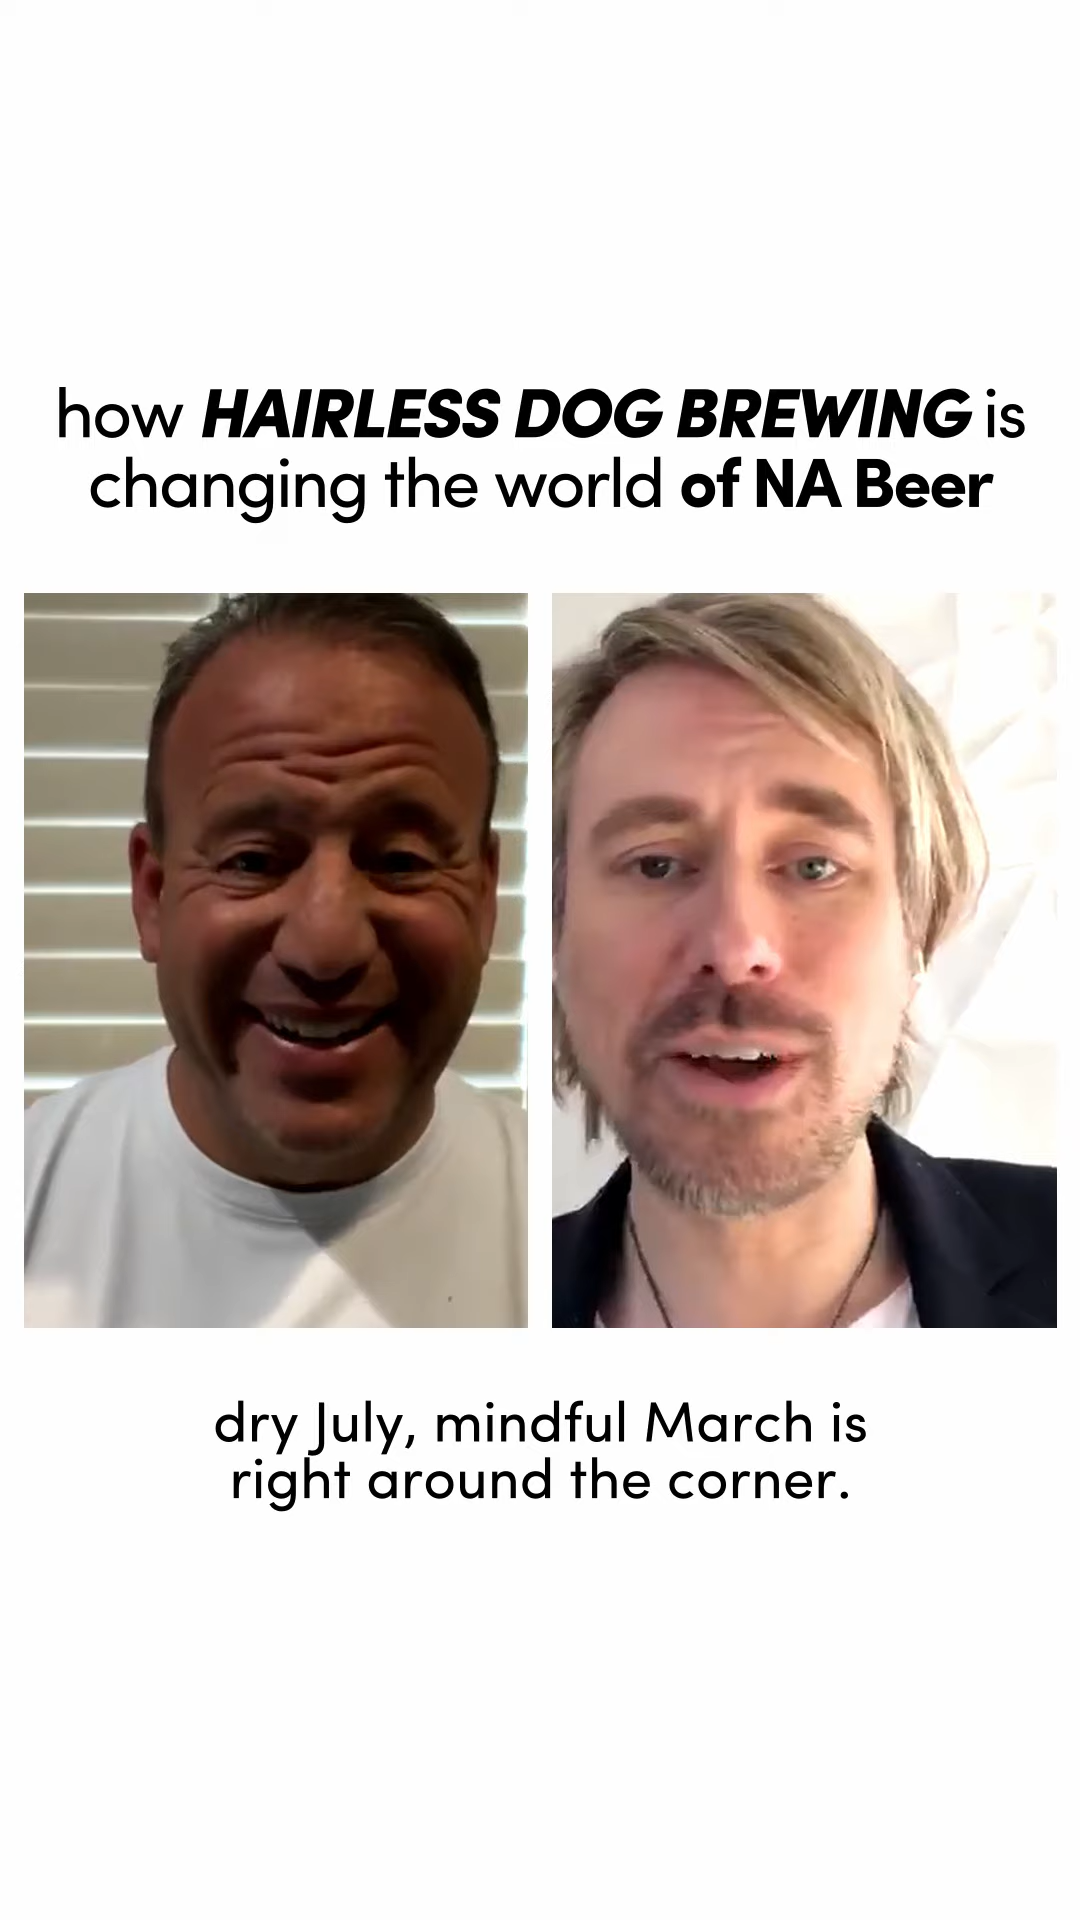 how HAIRLESS DOG BREWING is
changing the world of NA Beer
dry July, mindful March is
right around the corner.